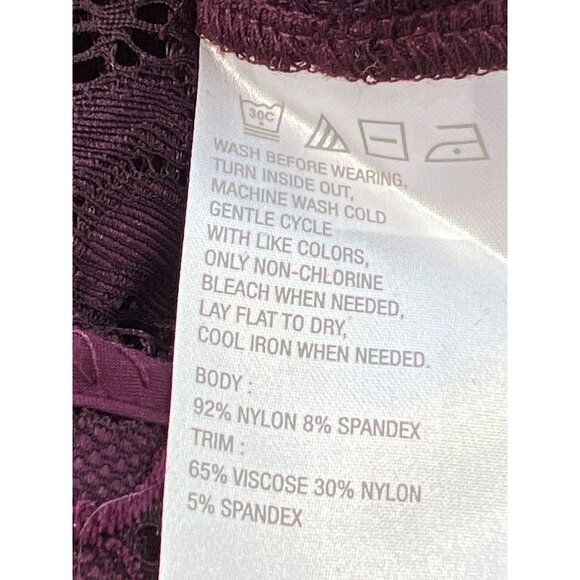 30C
WASH BEFORE WEARING,
TURN INSIDE OUT,
MACHINE WASH COLD
GENTLE CYCLE
WITH LIKE COLORS,
ONLY NON-CHLORINE
BLEACH WHEN NEEDED,
LAY FLAT TO DRY,
COOL IRON WHEN NEEDED.
BODY :
92% NYLON 8% SPANDEX
TRIM :
65% VISCOSE 30% NYLON
5% SPANDEX